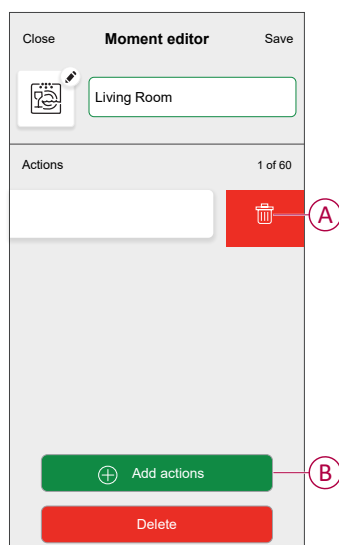 Close Moment editor Save
Living Room
Actions 1 of 60
A
Add actions B
Delete